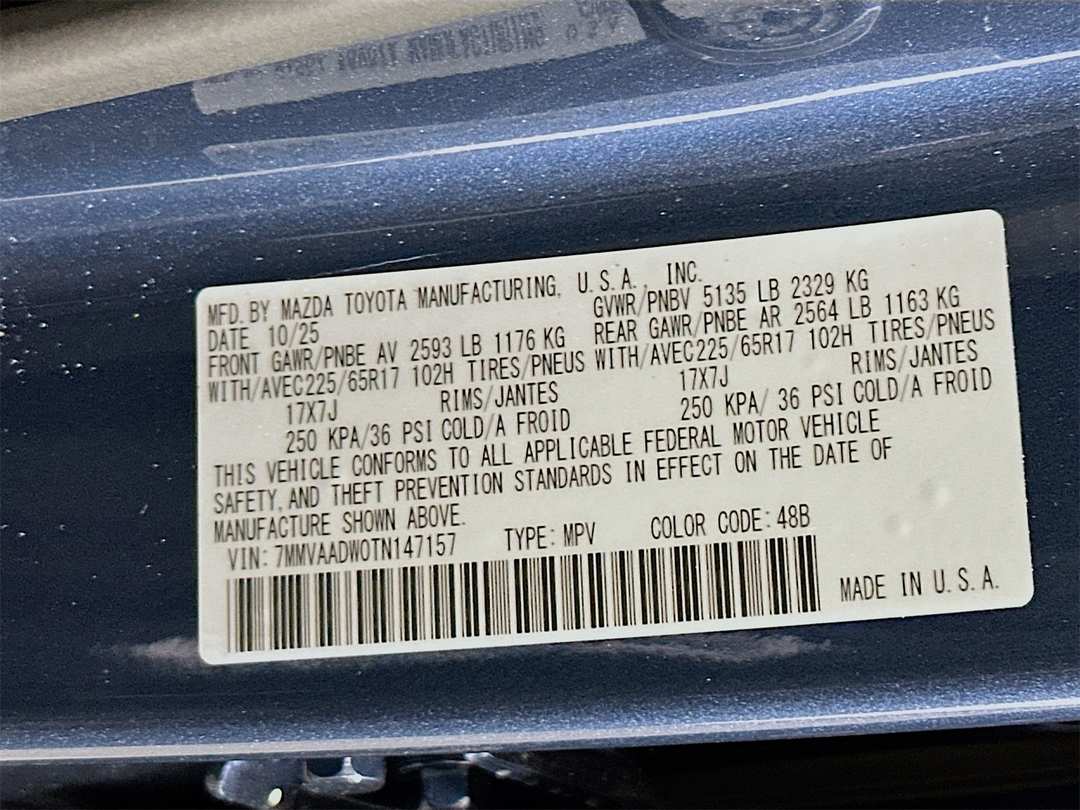 MFD. BY MAZDA TOYOTA MANUFACTURING, U.S.A., INC.
DATE 10/25 GVWR/PNBV 5135 LB 2329 KG
FRONT GAWR/PNBE AV 2593 LB 1176 KG REAR GAWR/PNBE AR 2564 LB 1163 KG
WITH/AVEC225/65R17 102H TIRES/PNEUS WITH/AVEC225/65R17 102H TIRES/PNEUS
17X7J RIMS/JANTES 17X7J RIMS/JANTES
250 KPA/36 PSI COLD/A FROID 250 KPA/ 36 PSI COLD/A FROID
THIS VEHICLE CONFORMS TO ALL APPLICABLE FEDERAL MOTOR VEHICLE
SAFETY, AND THEFT PREVENTION STANDARDS IN EFFECT ON THE DATE OF
MANUFACTURE SHOWN ABOVE.
VIN: 7MMVAADW0TN147157 TYPE: MPV COLOR CODE: 48B
MADE IN U.S.A.